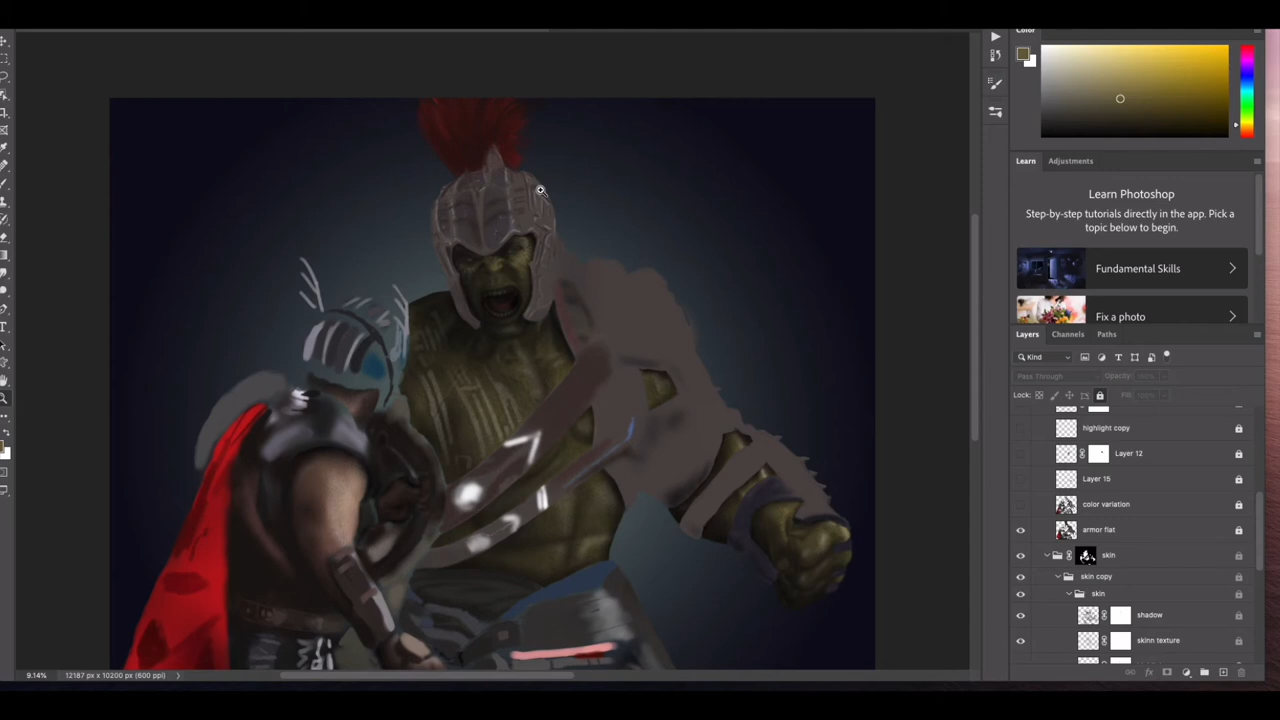 Color
Learn Adjustments
Learn Photoshop
Step-by-step tutorials directly in the app. Pick a
topic below to begin.
Fundamental Skills
Fix a photo
Layers Channels Paths
Kind
Pass Through Opacity: 100%
Lock: Fill: 100%
highlight copy
Layer 12
Layer 15
color variation
armor flat
skin
skin copy
skin
shadow
skinn texture
9.14% 12187 px x 10200 px (600 ppi)